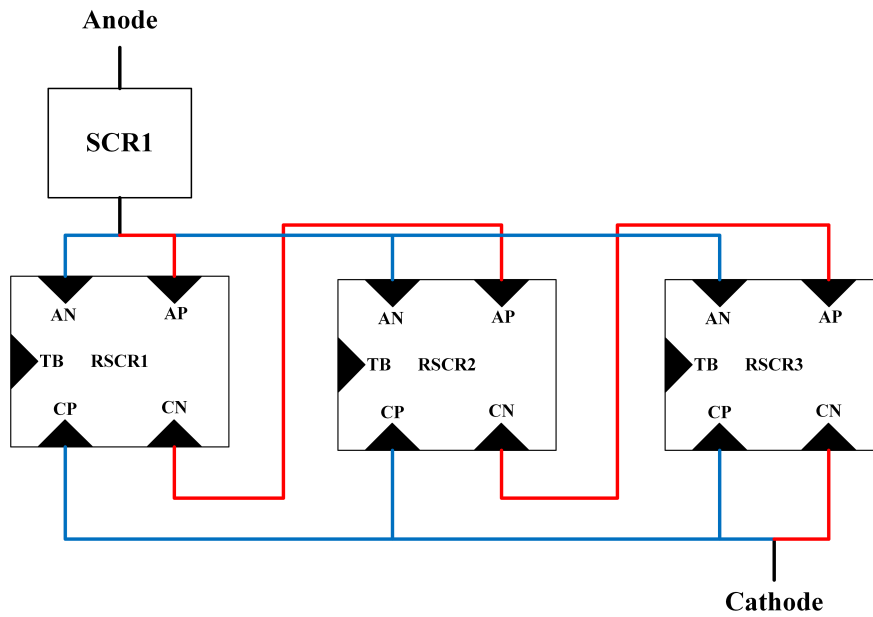 Anode
SCR1
AN AP AN AP AN AP
TB RSCR1 TB RSCR2 TB RSCR3
CP CN CP CN CP CN
Cathode